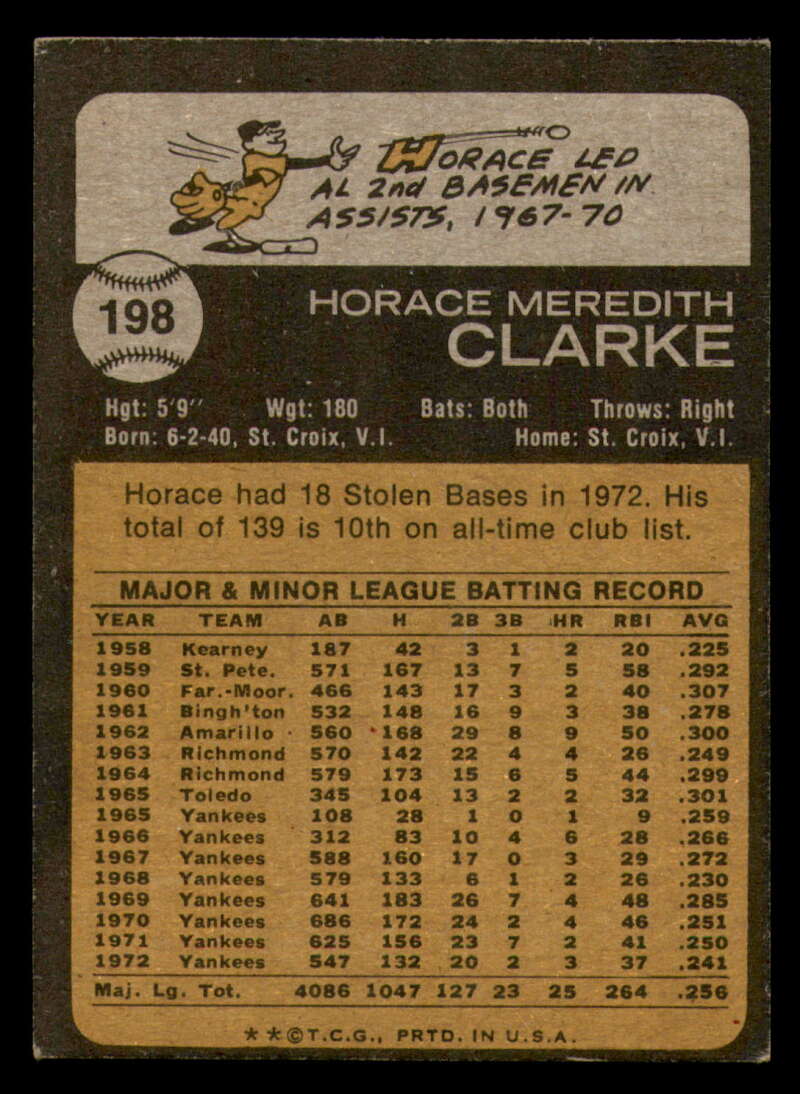 HORACE LED
AL 2nd BASEMEN IN
ASSISTS, 1967-70
198
HORACE MEREDITH
CLARKE
Hgt: 5'9" Wgt: 180 Bats: Both Throws: Right
Born: 6-2-40, St. Croix, V.I. Home: St. Croix, V.I.
Horace had 18 Stolen Bases in 1972. His
total of 139 is 10th on all-time club list.
MAJOR & MINOR LEAGUE BATTING RECORD
YEAR TEAM AB H 2B 3B HR RBI AVG
1958 Kearney 187 42 3 1 2 20 .225
1959 St. Pete. 571 167 13 7 5 58 .292
1960 Far.-Moor. 466 143 17 3 2 40 .307
1961 Bingh'ton 532 148 16 9 3 38 .278
1962 Amarillo 560 168 29 8 9 50 .300
1963 Richmond 570 142 22 4 4 26 .249
1964 Richmond 579 173 15 6 5 44 .299
1965 Toledo 345 104 13 2 2 32 .301
1965 Yankees 108 28 1 0 1 9 .259
1966 Yankees 312 83 10 4 6 28 .266
1967 Yankees 588 160 17 0 3 29 .272
1968 Yankees 579 133 6 1 2 26 .230
1969 Yankees 641 183 26 7 4 48 .285
1970 Yankees 686 172 24 2 4 46 .251
1971 Yankees 625 156 23 7 2 41 .250
1972 Yankees 547 132 20 2 3 37 .241
Maj. Lg. Tot. 4086 1047 127 23 25 264 .256
**©T.C.G., PRTD. IN U.S.A.